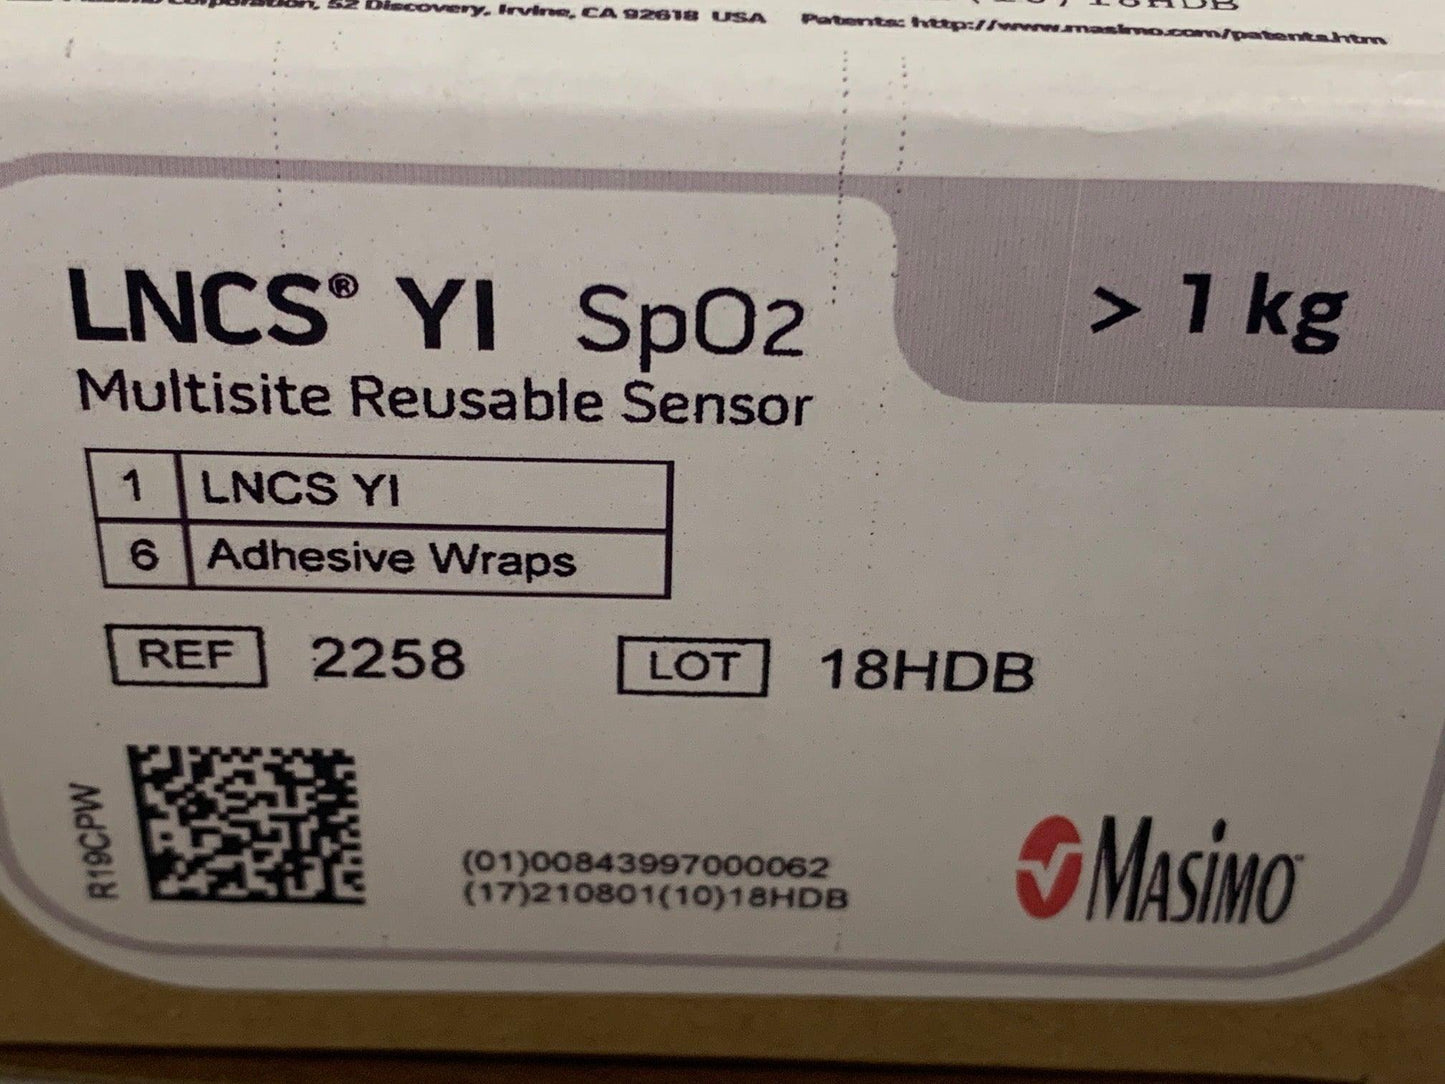 Corporation, 52 Discovery, Irvine, CA 92618 USA Patents: http://www.masimo.com/patents.htm
LNCS® YI SpO2
> 1 kg
Multisite Reusable Sensor
1 LNCS YI
6 Adhesive Wraps
REF 2258 LOT 18HDB
R19CPW
(01)00843997000062
(17)210801(10)18HDB
MASIMO